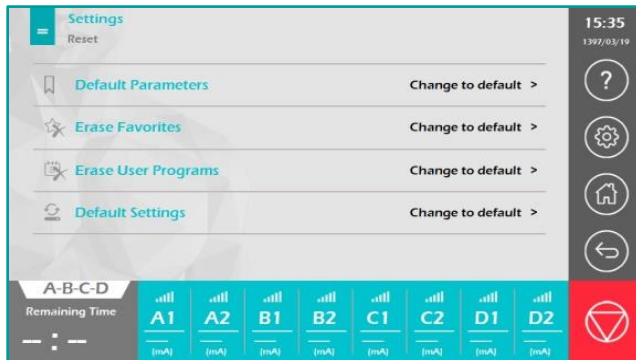 Settings
Reset
Default Parameters Change to default >
Erase Favorites Change to default >
Erase User Programs Change to default >
Default Settings Change to default >
15:35
1397/03/19
?
A-B-C-D
Remaining Time
-- : --
A1 A2 B1 B2 C1 C2 D1 D2
(mA) (mA) (mA) (mA) (mA) (mA) (mA) (mA)